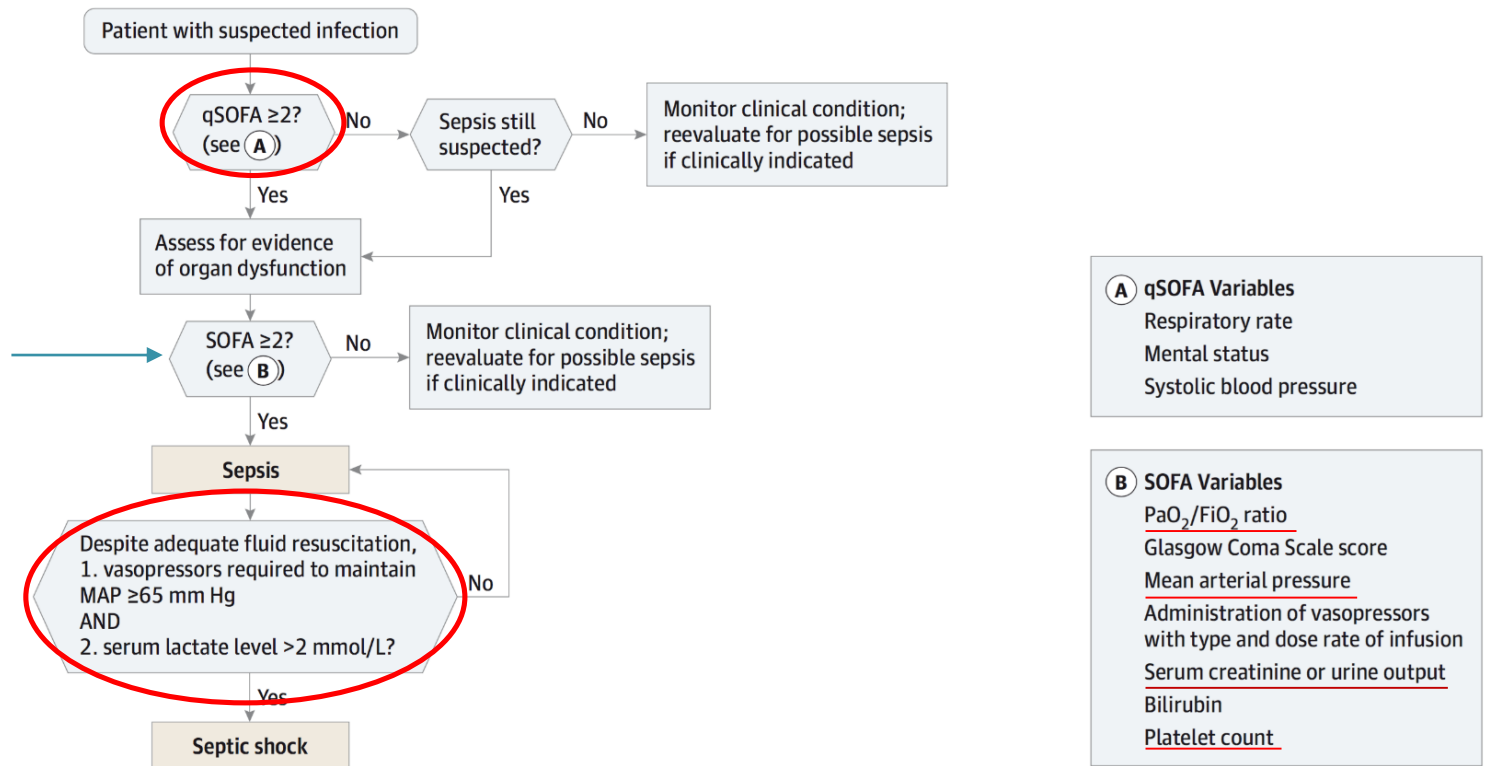 Patient with suspected infection
qSOFA ≥2?
(see A)
No
Sepsis still
suspected?
No
Monitor clinical condition;
reevaluate for possible sepsis
if clinically indicated
Yes
Yes
Assess for evidence
of organ dysfunction
SOFA ≥2?
(see B)
No
Monitor clinical condition;
reevaluate for possible sepsis
if clinically indicated
Yes
Sepsis
Despite adequate fluid resuscitation,
1. vasopressors required to maintain
MAP ≥65 mm Hg
AND
2. serum lactate level >2 mmol/L?
No
Yes
Septic shock
A qSOFA Variables
Respiratory rate
Mental status
Systolic blood pressure
B SOFA Variables
PaO₂/FiO₂ ratio
Glasgow Coma Scale score
Mean arterial pressure
Administration of vasopressors
with type and dose rate of infusion
Serum creatinine or urine output
Bilirubin
Platelet count